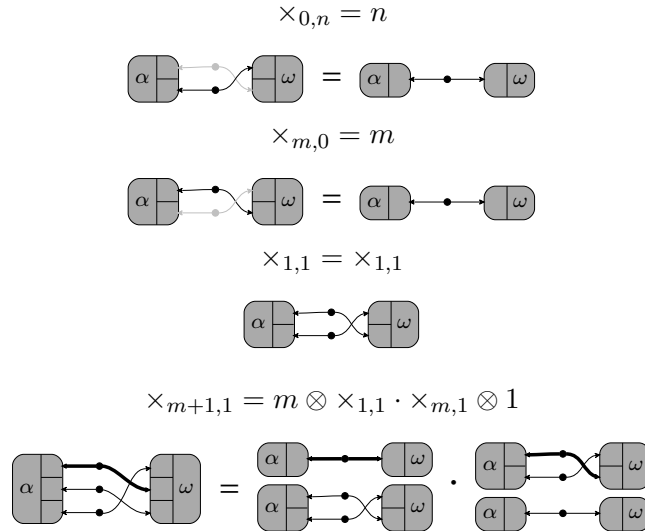 ×₀,ₙ = n
α ω = α ω
×ₘ,₀ = m
α ω = α ω
×₁,₁ = ×₁,₁
α ω
×ₘ₊₁,₁ = m ⊗ ×₁,₁ · ×ₘ,₁ ⊗ 1
α ω = α ω α ω · α ω α ω